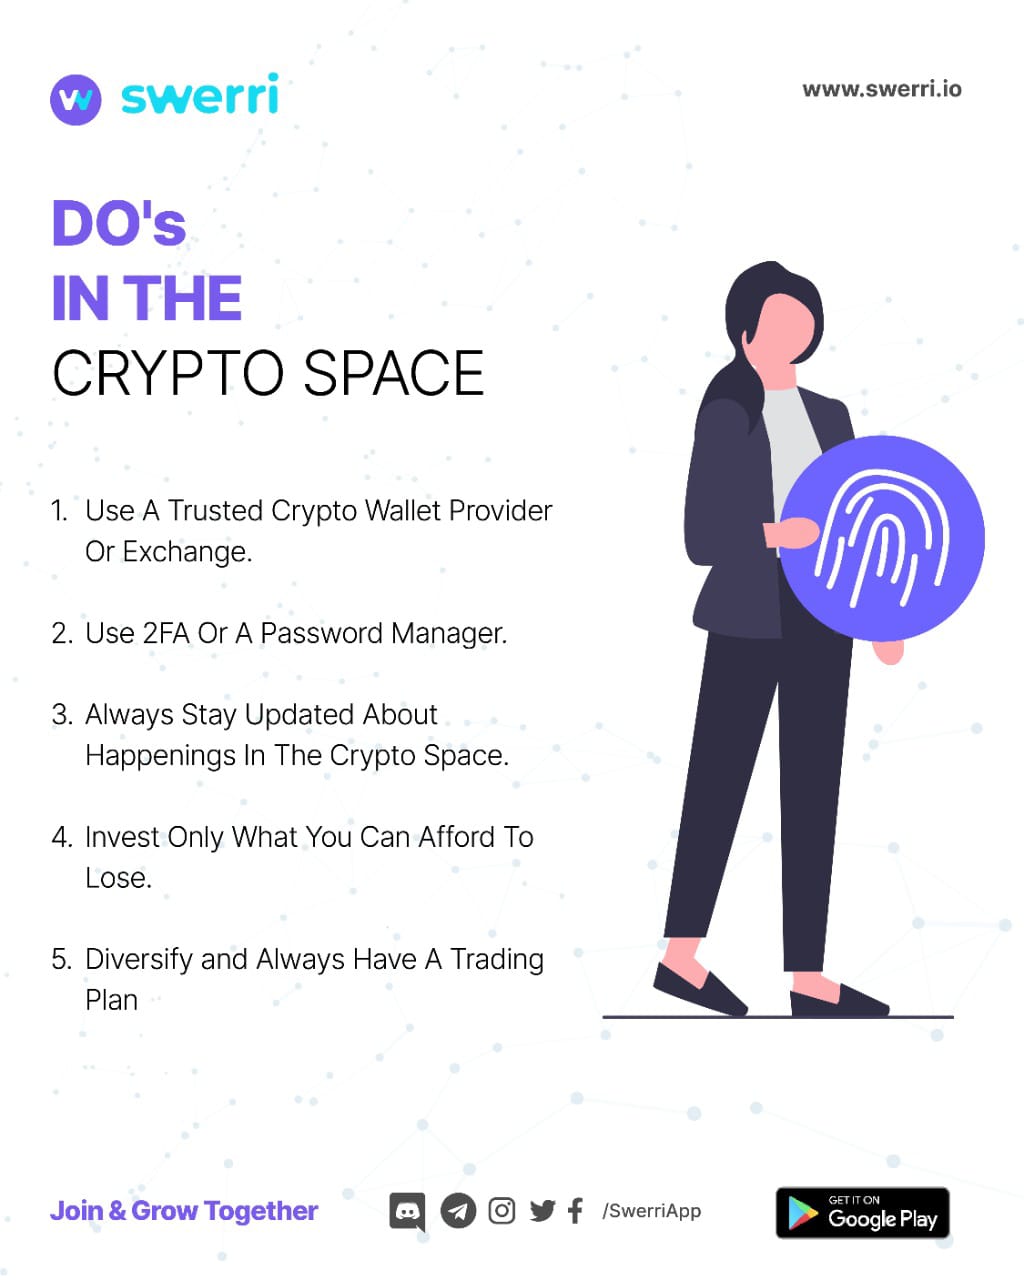 swerri
www.swerri.io
DO's
IN THE
CRYPTO SPACE
1. Use A Trusted Crypto Wallet Provider
Or Exchange.
2. Use 2FA Or A Password Manager.
3. Always Stay Updated About
Happenings In The Crypto Space.
4. Invest Only What You Can Afford To
Lose.
5. Diversify and Always Have A Trading
Plan
Join & Grow Together
/SwerriApp
GET IT ON
Google Play